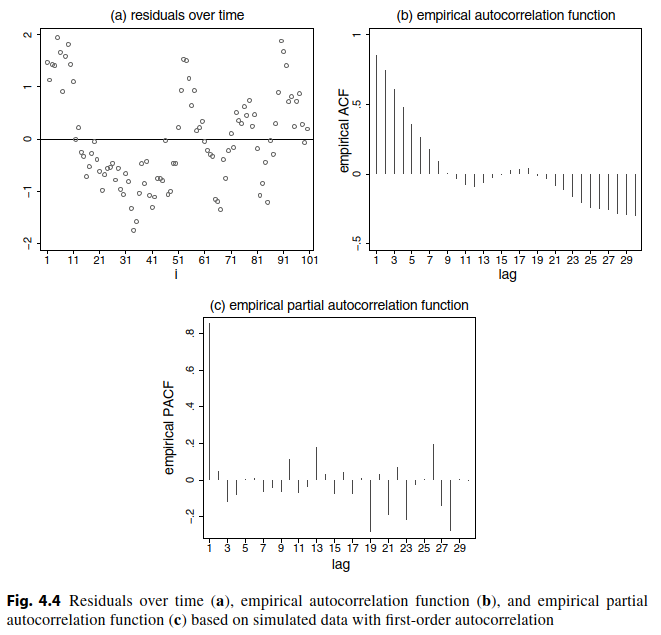 (a) residuals over time
2
1
0
−1
−2
1 11 21 31 41 51 61 71 81 91 101
i
(b) empirical autocorrelation function
empirical ACF
1
.5
0
−.5
1 3 5 7 9 11 13 15 17 19 21 23 25 27 29
lag
(c) empirical partial autocorrelation function
empirical PACF
.8
.6
.4
.2
0
−.2
1 3 5 7 9 11 13 15 17 19 21 23 25 27 29
lag
Fig. 4.4 Residuals over time (a), empirical autocorrelation function (b), and empirical partial
autocorrelation function (c) based on simulated data with first-order autocorrelation